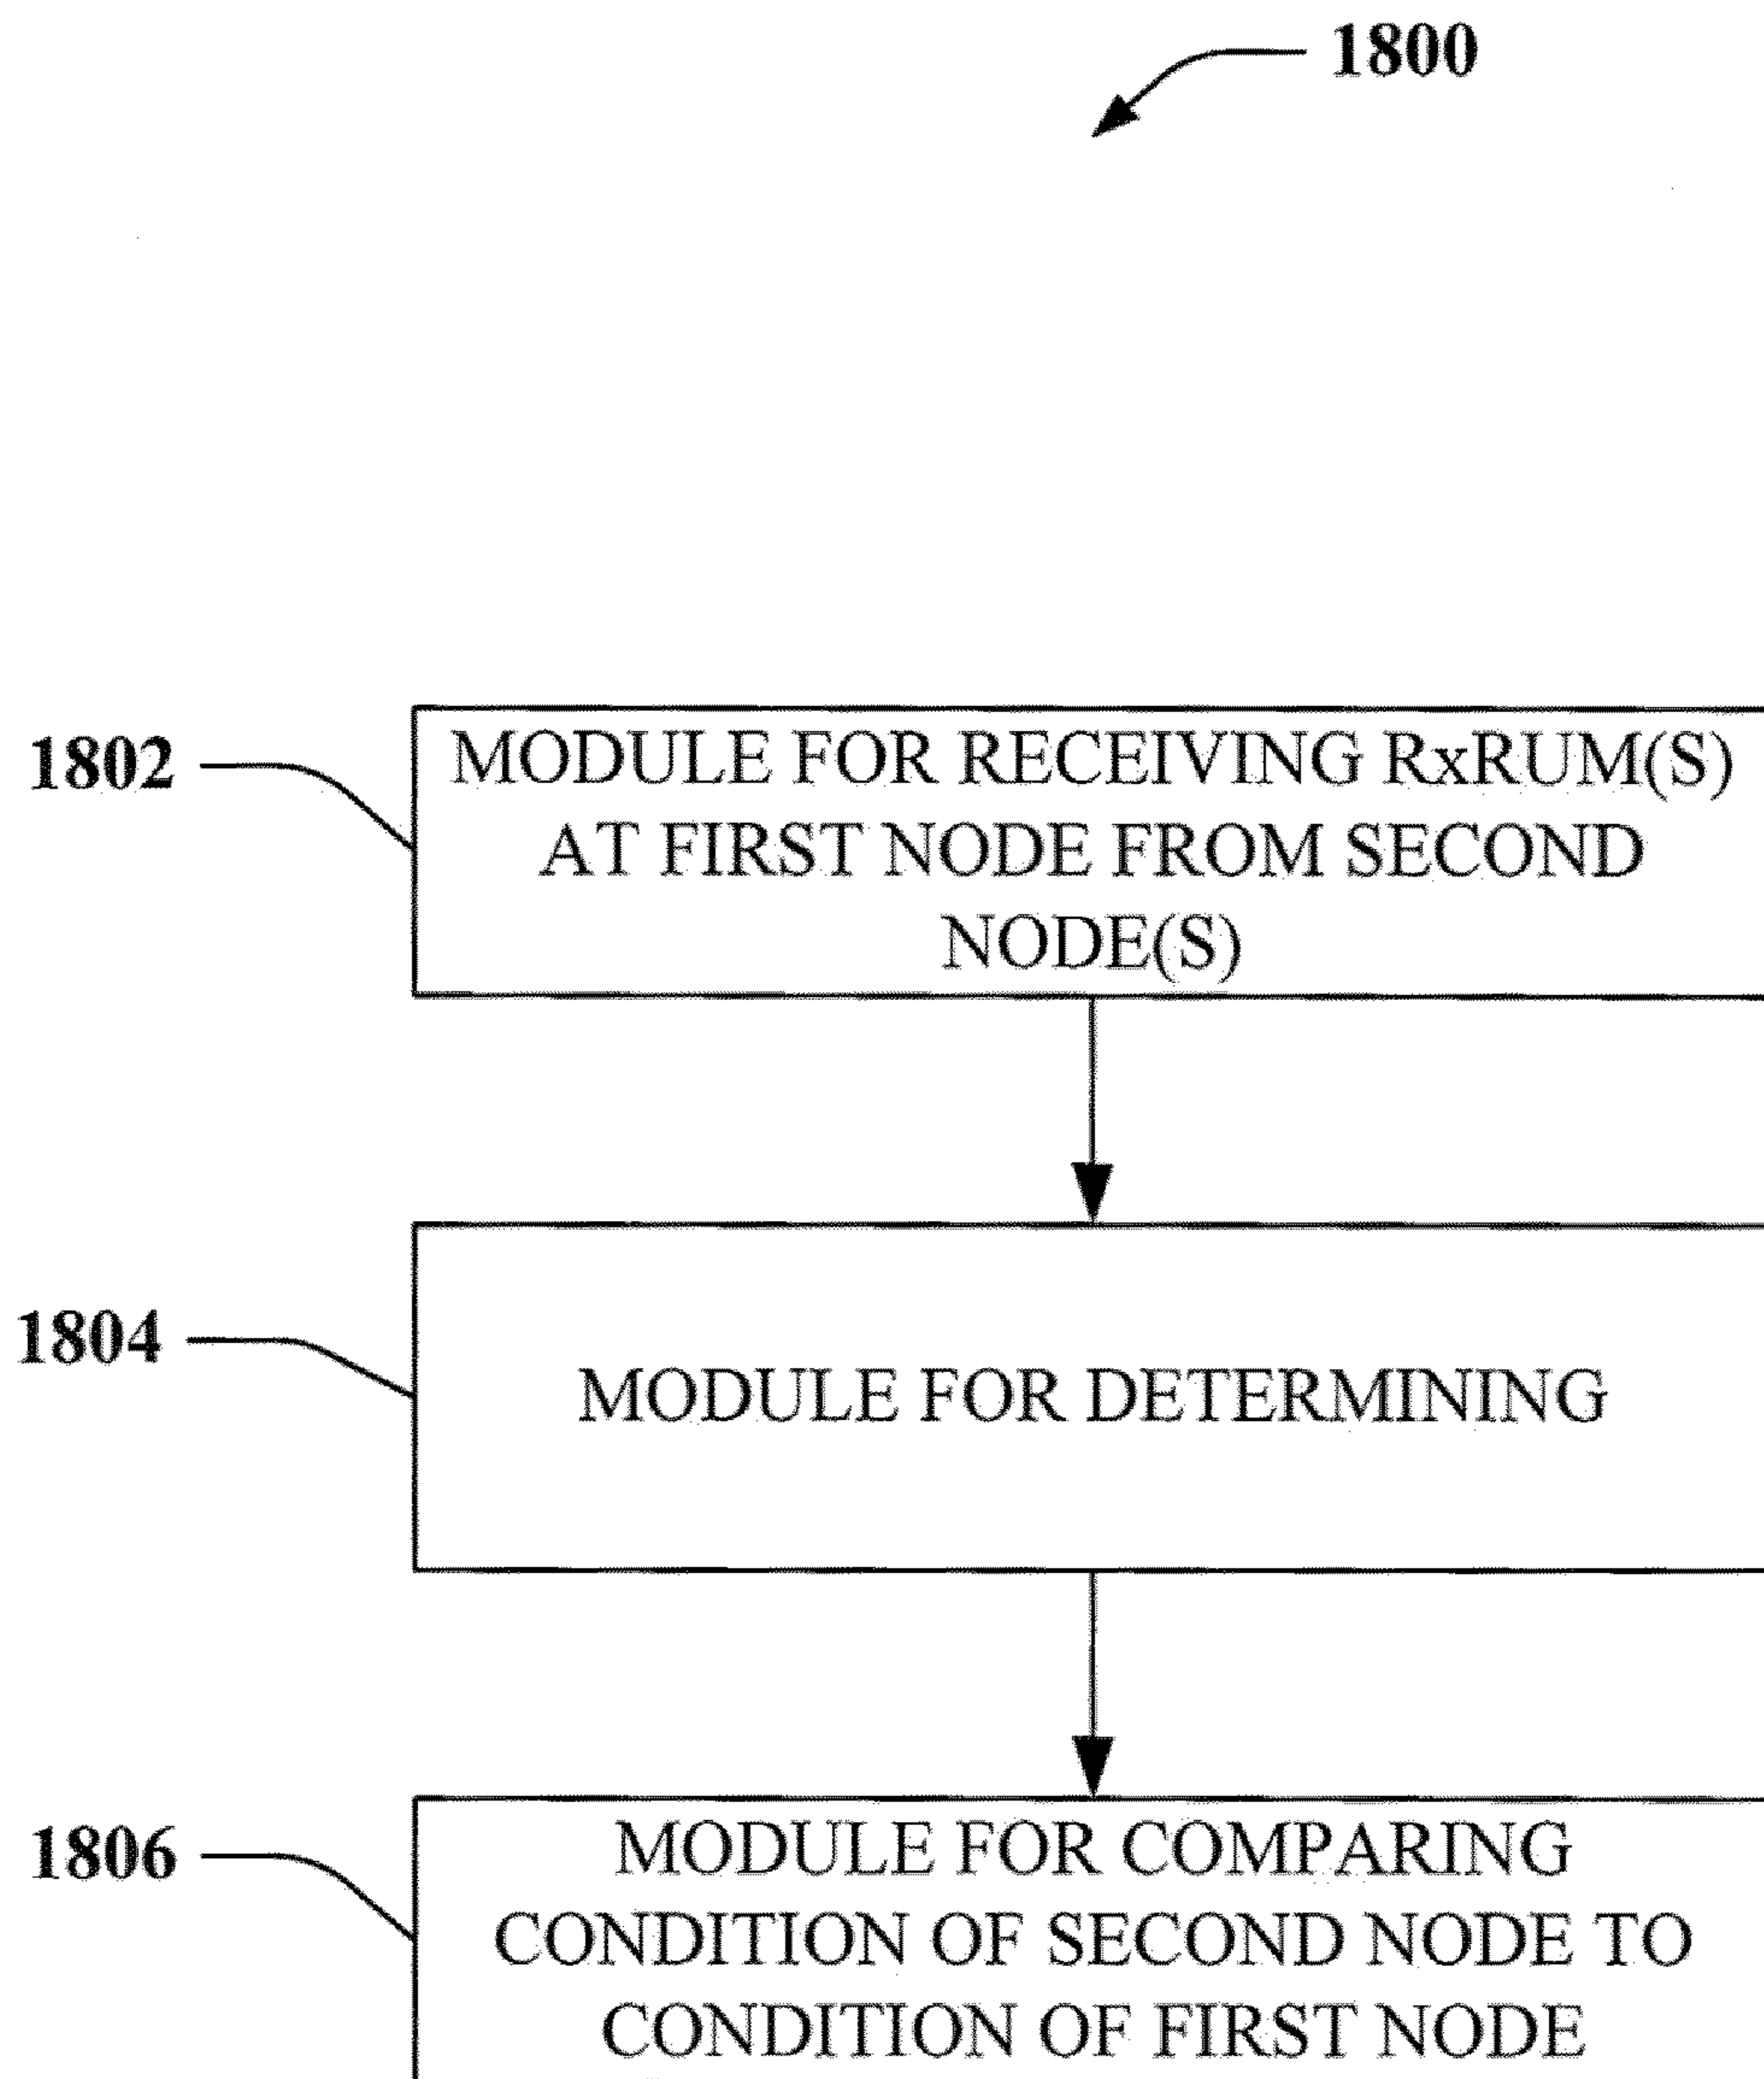 1800
1802
MODULE FOR RECEIVING RxRUM(S)
AT FIRST NODE FROM SECOND
NODE(S)
1804
MODULE FOR DETERMINING
1806
MODULE FOR COMPARING
CONDITION OF SECOND NODE TO
CONDITION OF FIRST NODE